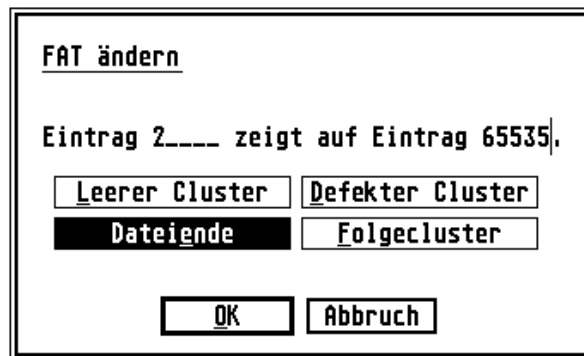 FAT ändern
Eintrag 2____ zeigt auf Eintrag 65535.
Leerer Cluster Defekter Cluster
Dateiende Folgecluster
OK Abbruch